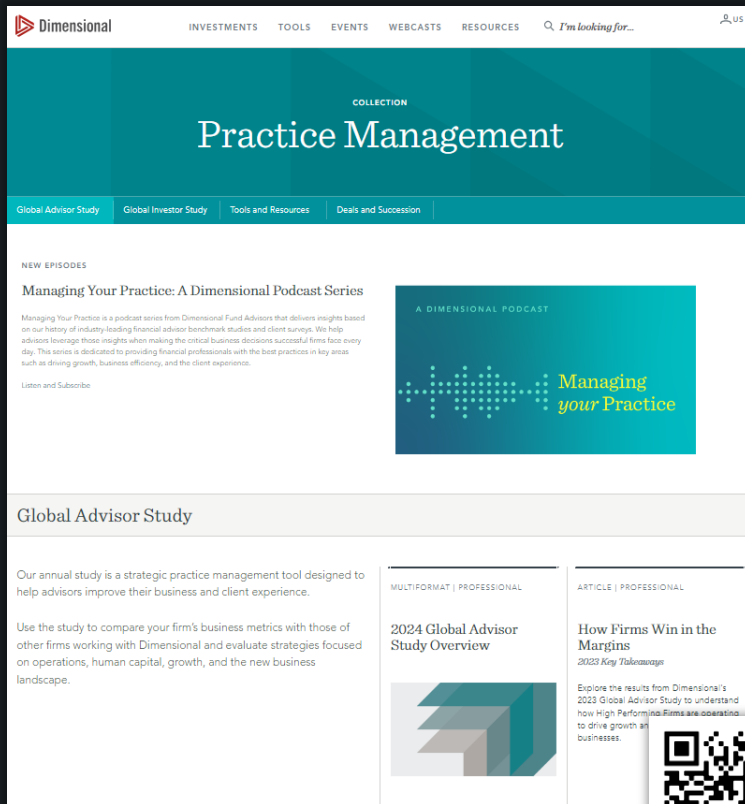 Dimensional
INVESTMENTS TOOLS EVENTS WEBCASTS RESOURCES I'm looking for... US
COLLECTION
Practice Management
Global Advisor Study Global Investor Study Tools and Resources Deals and Succession
NEW EPISODES
Managing Your Practice: A Dimensional Podcast Series
Managing Your Practice is a podcast series from Dimensional Fund Advisors that delivers insights based
on our history of industry-leading financial advisor benchmark studies and client surveys. We help
advisors leverage those insights when making the critical business decisions successful firms face every
day. This series is dedicated to providing financial professionals with the best practices in key areas
such as driving growth, business efficiency, and the client experience.
Listen and Subscribe
A DIMENSIONAL PODCAST
Managing
your Practice
Global Advisor Study
Our annual study is a strategic practice management tool designed to
help advisors improve their business and client experience.
Use the study to compare your firm's business metrics with those of
other firms working with Dimensional and evaluate strategies focused
on operations, human capital, growth, and the new business
landscape.
MULTIFORMAT | PROFESSIONAL
2024 Global Advisor
Study Overview
ARTICLE | PROFESSIONAL
How Firms Win in the
Margins
2023 Key Takeaways
Explore the results from Dimensional's
2023 Global Advisor Study to understand
how High Performing Firms are operating
to drive growth
businesses.